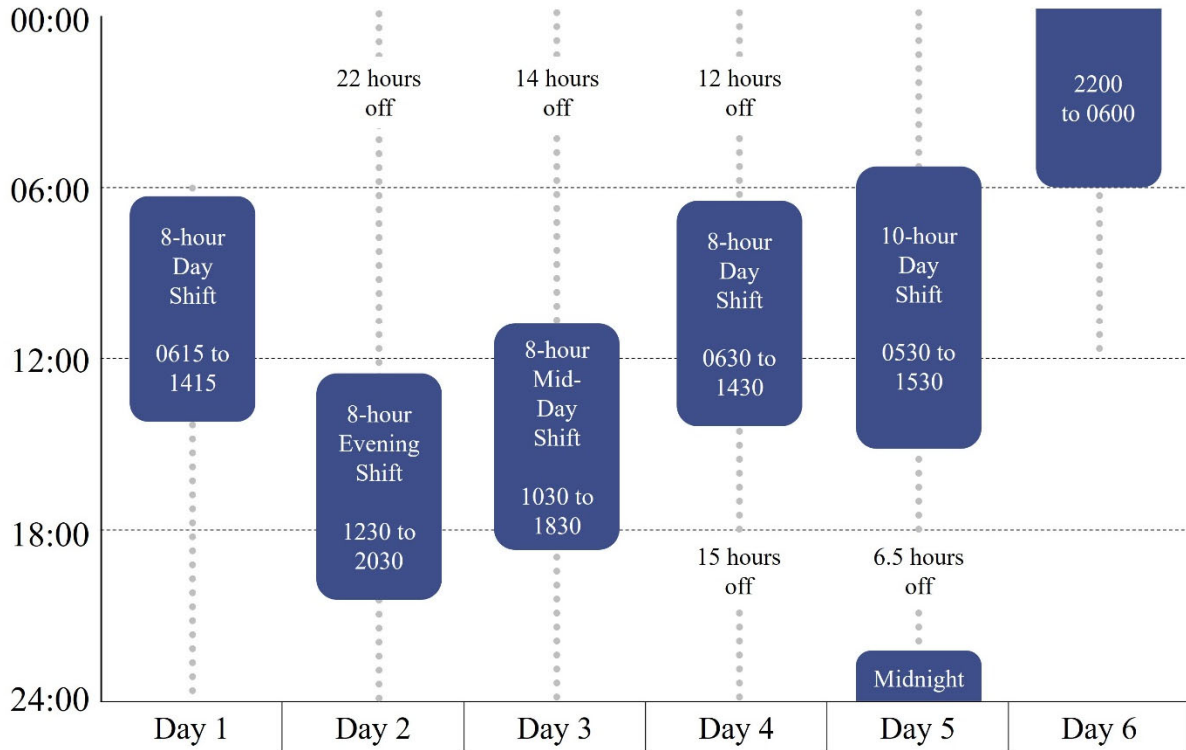 00:00
06:00
12:00
18:00
24:00
8-hour
Day
Shift
0615 to
1415
22 hours
off
8-hour
Evening
Shift
1230 to
2030
14 hours
off
8-hour
Mid-
Day
Shift
1030 to
1830
12 hours
off
8-hour
Day
Shift
0630 to
1430
15 hours
off
10-hour
Day
Shift
0530 to
1530
6.5 hours
off
Midnight
2200
to 0600
Day 1
Day 2
Day 3
Day 4
Day 5
Day 6